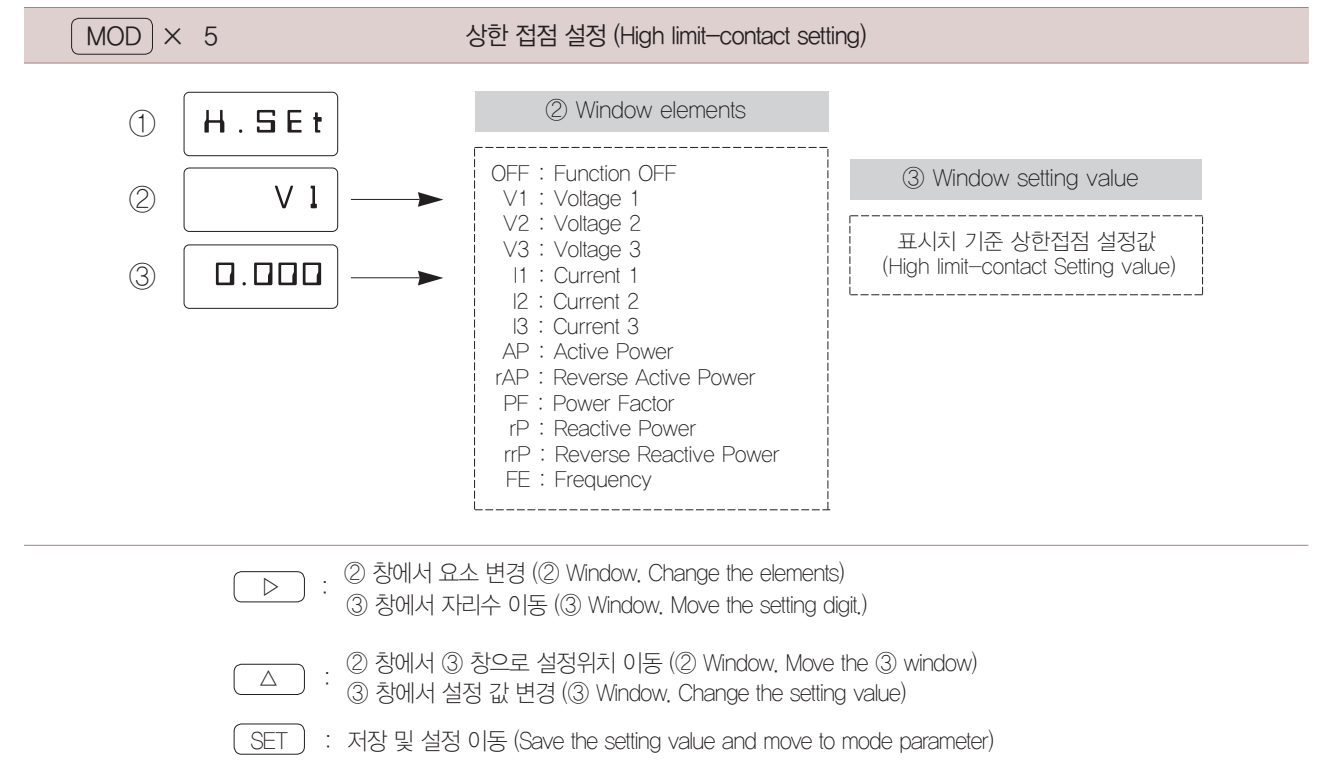 MOD × 5
상한 접점 설정 (High limit-contact setting)
① H.SEt
② V1
③ 0.000
② Window elements
OFF : Function OFF
V1 : Voltage 1
V2 : Voltage 2
V3 : Voltage 3
I1 : Current 1
I2 : Current 2
I3 : Current 3
AP : Active Power
rAP : Reverse Active Power
PF : Power Factor
rP : Reactive Power
rrP : Reverse Reactive Power
FE : Frequency
③ Window setting value
표시치 기준 상한접점 설정값
(High limit-contact Setting value)
▷ : ② 창에서 요소 변경 (② Window. Change the elements)
③ 창에서 자리수 이동 (③ Window. Move the setting digit.)
△ : ② 창에서 ③ 창으로 설정위치 이동 (② Window. Move the ③ window)
③ 창에서 설정 값 변경 (③ Window. Change the setting value)
SET : 저장 및 설정 이동 (Save the setting value and move to mode parameter)